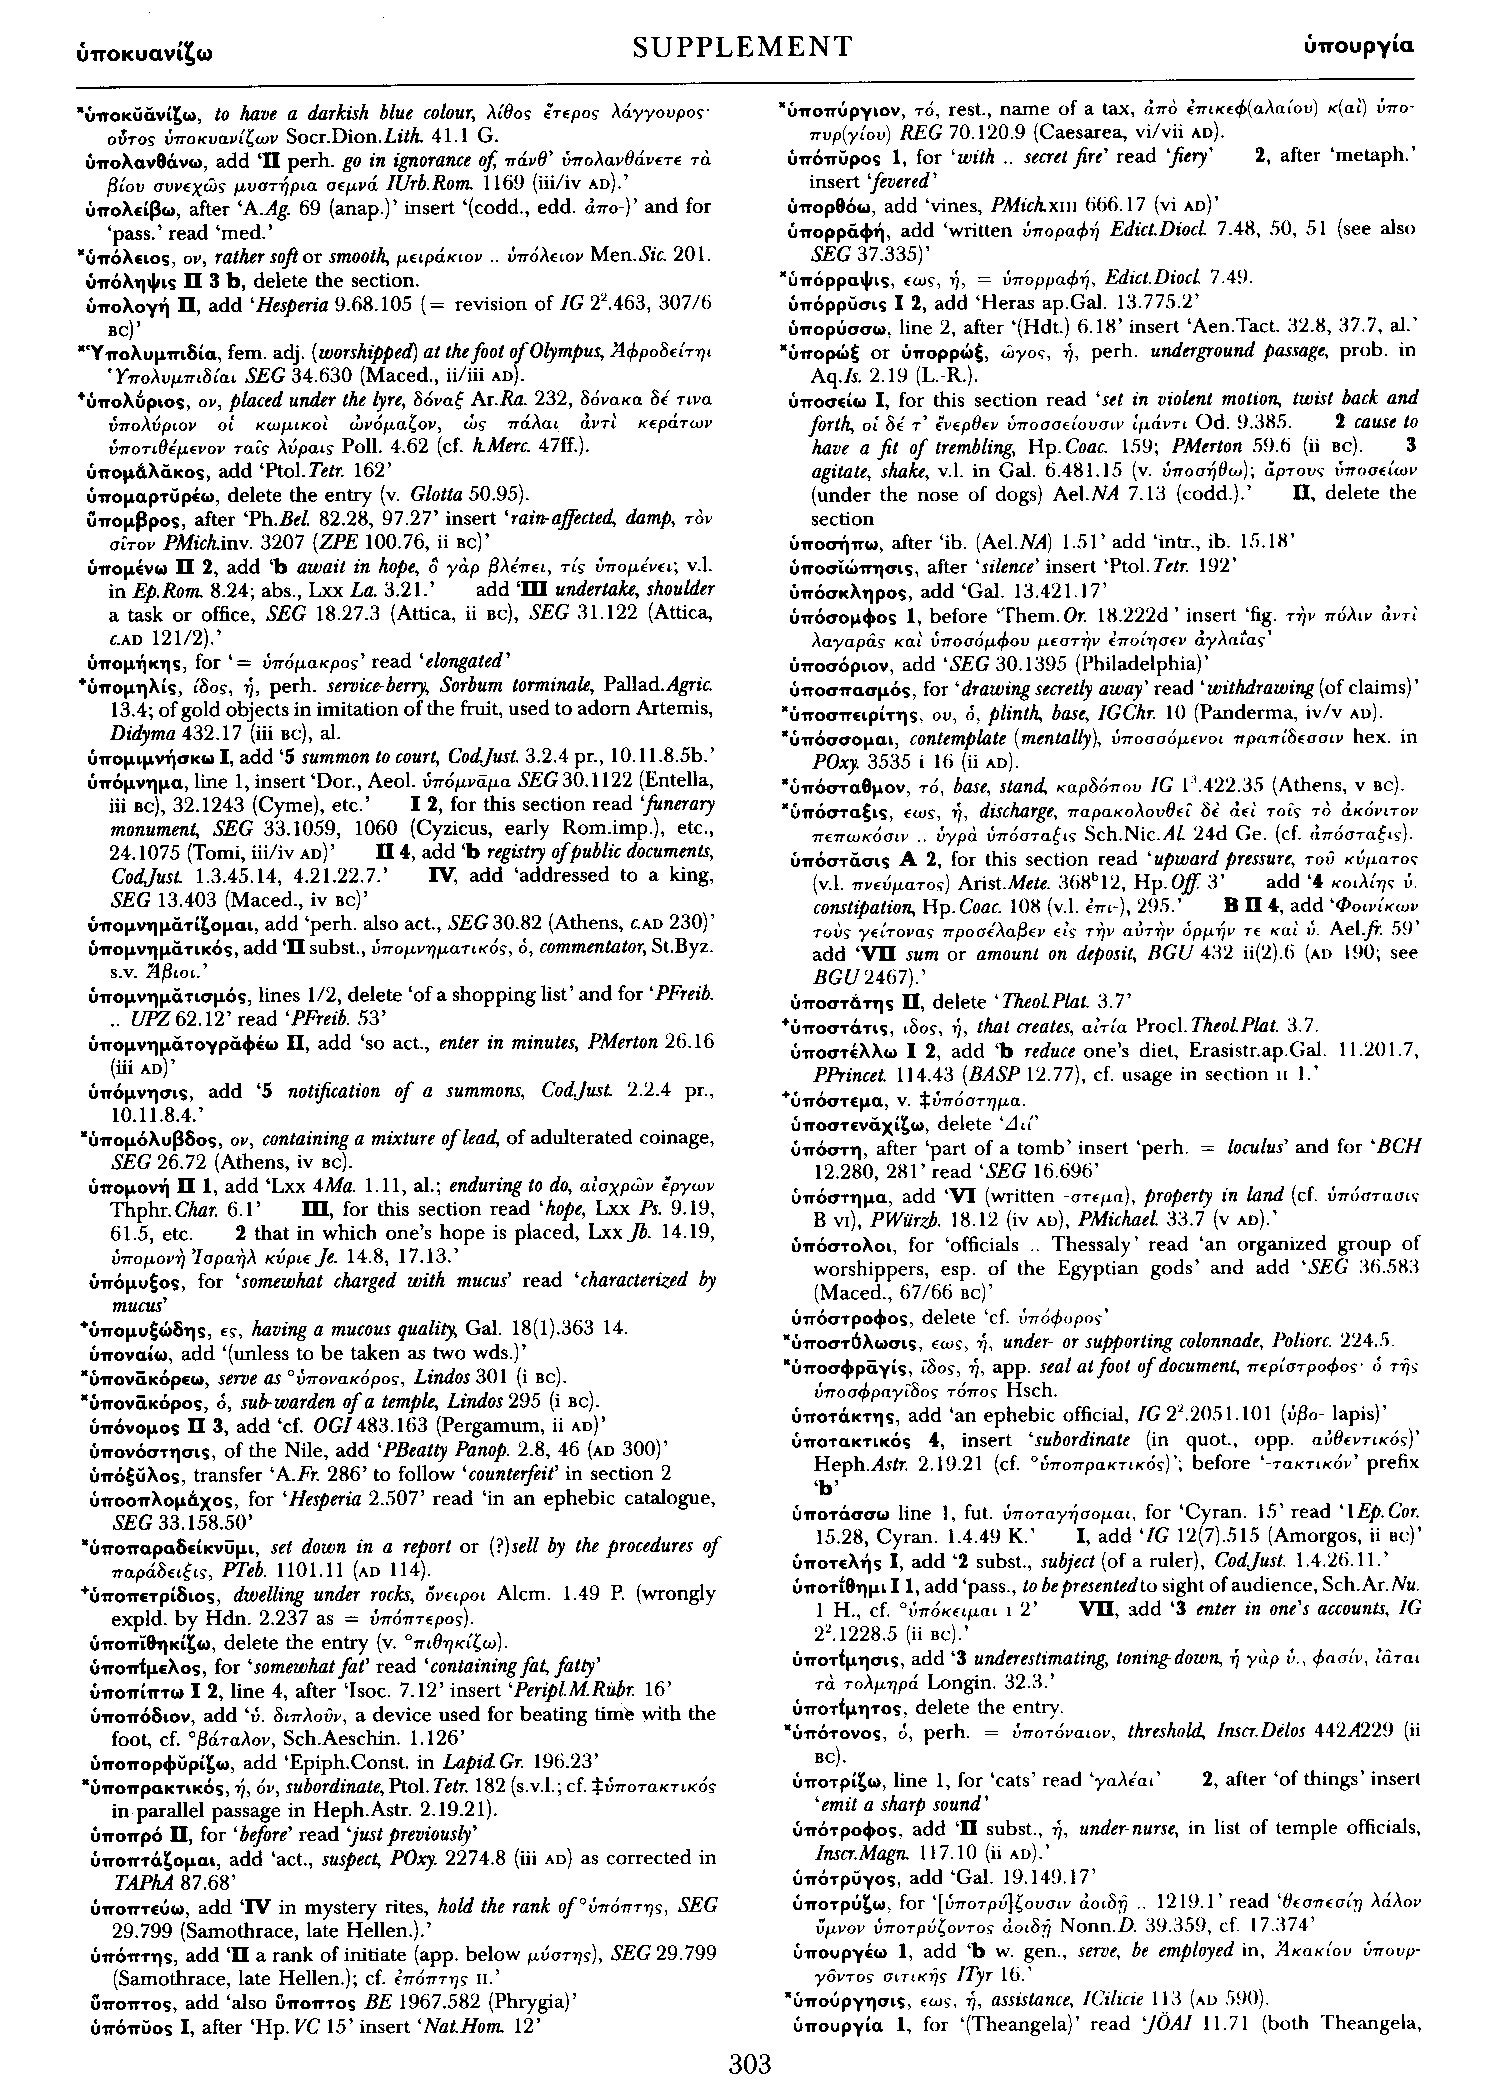 ὑποκυανίζω
SUPPLEMENT
ὑπουργία
*ὑποκῠᾰνίζω, to have a darkish blue colour, λίθος ἕτερος λάγγουρος·
οὗτος ὑποκυανίζων Socr.Dion.Lith. 41.1 G.
ὑπολανθάνω, add ‘II perh. go in ignorance of, πάνθ’ ὑπολανθάνετε τὰ
βίου συνεχῶς μυστήρια σεμνά IUrb.Rom. 1169 (iii/iv AD).’
ὑπολείβω, after ‘A.Ag. 69 (anap.)’ insert ‘(codd., edd. ἀπο-)’ and for
‘pass.’ read ‘med.’
*ὑπόλειος, ον, rather soft or smooth, μειράκιον .. ὑπόλειον Men.Sic. 201.
ὑπόληψις II 3 b, delete the section.
ὑπολογή II, add ‘Hesperia 9.68.105 (= revision of IG 2².463, 307/6
BC)’
*Ὑπολυμπιδία, fem. adj. (worshipped) at the foot of Olympus, Ἀφροδείτηι
Ὑπολυμπιδίαι SEG 34.630 (Maced., ii/iii AD).
⁺ὑπολύ̆ριος, ον, placed under the lyre, δόναξ Ar.Ra. 232, δόνακα δέ τινα
ὑπολύριον οἱ κωμικοὶ ὠνόμαζον, ὡς πάλαι ἀντὶ κεράτων
ὑποτιθέμενον ταῖς λύραις Poll. 4.62 (cf. h.Merc. 47ff.).
ὑπομάλᾰκος, add ‘Ptol.Tetr. 162’
ὑπομαρτῠρέω, delete the entry (v. Glotta 50.95).
ὕπομβρος, after ‘Ph.Bel. 82.28, 97.27’ insert ‘rain-affected, damp, τὸν
σῖτον PMich.inv. 3207 (ZPE 100.76, ii BC)’
ὑπομένω II 2, add ‘b await in hope, ὃ γὰρ βλέπει, τίς ὑπομένει; v.l.
in Ep.Rom. 8.24; abs., Lxx La. 3.21.’ add ‘III undertake, shoulder
a task or office, SEG 18.27.3 (Attica, ii BC), SEG 31.122 (Attica,
c.AD 121/2).’
ὑπομήκης, for ‘= ὑπόμακρος’ read ‘elongated’
⁺ὑπομηλίς, ίδος, ἡ, perh. service-berry, Sorbum torminale, Pallad.Agric.
13.4; of gold objects in imitation of the fruit, used to adorn Artemis,
Didyma 432.17 (iii BC), al.
ὑπομιμνήσκω I, add ‘5 summon to court, Cod.Just. 3.2.4 pr., 10.11.8.5b.’
ὑπόμνημα, line 1, insert ‘Dor., Aeol. ὑπόμνᾱμα SEG 30.1122 (Entella,
iii BC), 32.1243 (Cyme), etc.’ I 2, for this section read ‘funerary
monument, SEG 33.1059, 1060 (Cyzicus, early Rom.imp.), etc.,
24.1075 (Tomi, iii/iv AD)’ II 4, add ‘b registry of public documents,
Cod.Just. 1.3.45.14, 4.21.22.7.’ IV, add ‘addressed to a king,
SEG 13.403 (Maced., iv BC)’
ὑπομνημᾰτίζομαι, add ‘perh. also act., SEG 30.82 (Athens, c.AD 230)’
ὑπομνημᾰτικός, add ‘II subst., ὑπομνηματικός, ὁ, commentator, St.Byz.
s.v. Ἄβιοι.’
ὑπομνημᾰτισμός, lines 1/2, delete ‘of a shopping list’ and for ‘PFreib.
.. UPZ 62.12’ read ‘PFreib. 53’
ὑπομνημᾰτογρᾰφέω II, add ‘so act., enter in minutes, PMerton 26.16
(iii AD)’
ὑπόμνησις, add ‘5 notification of a summons, Cod.Just. 2.2.4 pr.,
10.11.8.4.’
*ὑπομόλυβδος, ον, containing a mixture of lead, of adulterated coinage,
SEG 26.72 (Athens, iv BC).
ὑπομονή II 1, add ‘Lxx 4Ma. 1.11, al.; enduring to do, αἰσχρῶν ἔργων
Thphr.Char. 6.1’ III, for this section read ‘hope, Lxx Ps. 9.19,
61.5, etc. 2 that in which one’s hope is placed, Lxx Jb. 14.19,
ὑπομονὴ Ἰσραὴλ κύριε Je. 14.8, 17.13.’
ὑπόμυξος, for ‘somewhat charged with mucus’ read ‘characterized by
mucus’
⁺ὑπομυξώδης, ες, having a mucous quality, Gal. 18(1).363 14.
ὑποναίω, add ‘(unless to be taken as two wds.)’
*ὑπονᾱκόρεω, serve as °ὑπονακόρος, Lindos 301 (i BC).
*ὑπονᾱκόρος, ὁ, sub-warden of a temple, Lindos 295 (i BC).
ὑπόνομος II 3, add ‘cf. OGI 483.163 (Pergamum, ii AD)’
ὑπονόστησις, of the Nile, add ‘PBeatty Panop. 2.8, 46 (AD 300)’
ὑπόξῠλος, transfer ‘A.Fr. 286’ to follow ‘counterfeit’ in section 2
ὑποοπλομάχος, for ‘Hesperia 2.507’ read ‘in an ephebic catalogue,
SEG 33.158.50’
*ὑποπαραδείκνῡμι, set down in a report or (?)sell by the procedures of
παράδειξις, PTeb. 1101.11 (AD 114).
⁺ὑποπετρίδιος, dwelling under rocks, ὄνειροι Alcm. 1.49 P. (wrongly
expld. by Hdn. 2.237 as = ὑπόπτερος).
ὑποπῐθηκίζω, delete the entry (v. °πιθηκίζω).
ὑποπίμελος, for ‘somewhat fat’ read ‘containing fat, fatty’
ὑποπίπτω I 2, line 4, after ‘Isoc. 7.12’ insert ‘Peripl.M.Rubr. 16’
ὑποπόδιον, add ‘ὑ. διπλοῦν, a device used for beating time with the
foot, cf. °βάταλον, Sch.Aeschin. 1.126’
ὑποπορφῠρίζω, add ‘Epiph.Const. in Lapid.Gr. 196.23’
*ὑποπρακτικός, ή, όν, subordinate, Ptol.Tetr. 182 (s.v.l.; cf. ‡ὑποτακτικός
in parallel passage in Heph.Astr. 2.19.21).
ὑποπρό II, for ‘before’ read ‘just previously’
ὑποπτάζομαι, add ‘act., suspect, POxy. 2274.8 (iii AD) as corrected in
TAPhA 87.68’
ὑποπτεύω, add ‘IV in mystery rites, hold the rank of °ὑπόπτης, SEG
29.799 (Samothrace, late Hellen.).’
ὑπόπτης, add ‘II a rank of initiate (app. below μύστης), SEG 29.799
(Samothrace, late Hellen.); cf. ἐπόπτης II.’
ὕποπτος, add ‘also ὕποπτος BE 1967.582 (Phrygia)’
ὑπόπῠος I, after ‘Hp.VC 15’ insert ‘Nat.Hom. 12’
*ὑποπύργιον, τό, rest., name of a tax, ἀπὸ ἐπικεφ(αλαίου) κ(αὶ) ὑπο-
πυρ(γίου) REG 70.120.9 (Caesarea, vi/vii AD).
ὑπόπῠρος 1, for ‘with .. secret fire’ read ‘fiery’ 2, after ‘metaph.’
insert ‘fevered’
ὑπορθόω, add ‘vines, PMich.XIII 666.17 (vi AD)’
ὑπορρᾰφή, add ‘written ὑποραφή Edict.Diocl. 7.48, 50, 51 (see also
SEG 37.335)’
*ὑπόρραψις, εως, ἡ, = ὑπορραφή, Edict.Diocl. 7.49.
ὑπόρρῠσις I 2, add ‘Heras ap.Gal. 13.775.2’
ὑπορύσσω, line 2, after ‘(Hdt.) 6.18’ insert ‘Aen.Tact. 32.8, 37.7, al.’
*ὑπορώξ or ὑπορρώξ, ῶγος, ἡ, perh. underground passage, prob. in
Aq.Is. 2.19 (L.-R.).
ὑποσείω I, for this section read ‘set in violent motion, twist back and
forth, οἱ δέ τ’ ἔνερθεν ὑποσσείουσιν ἱμάντι Od. 9.385. 2 cause to
have a fit of trembling, Hp.Coac. 159; PMerton 59.6 (ii BC). 3
agitate, shake, v.l. in Gal. 6.481.15 (v. ὑποσήθω); ἄρτους ὑποσείων
(under the nose of dogs) Ael.NA 7.13 (codd.).’ II, delete the
section
ὑποσήπω, after ‘ib. (Ael.NA) 1.51’ add ‘intr., ib. 15.18’
ὑποσῐώπησις, after ‘silence’ insert ‘Ptol.Tetr. 192’
ὑπόσκληρος, add ‘Gal. 13.421.17’
ὑπόσομφος 1, before ‘Them.Or. 18.222d’ insert ‘fig. τὴν πόλιν ἀντὶ
λαγαρᾶς καὶ ὑποσόμφου μεστὴν ἐποίησεν ἀγλαΐας’
ὑποσόριον, add ‘SEG 30.1395 (Philadelphia)’
ὑποσπασμός, for ‘drawing secretly away’ read ‘withdrawing (of claims)’
*ὑποσπειρίτης, ου, ὁ, plinth, base, IGChr. 10 (Panderma, iv/v AD).
*ὑπόσσομαι, contemplate (mentally), ὑποσσόμενοι πραπίδεσσιν hex. in
POxy. 3535 i 16 (ii AD).
*ὑπόσταθμον, τό, base, stand, καρδόπου IG 1³.422.35 (Athens, v BC).
*ὑπόσταξις, εως, ἡ, discharge, παρακολουθεῖ δὲ ἀεὶ τοῖς τὸ ἀκόνιτον
πεπωκόσιν .. ὑγρὰ ὑπόσταξις Sch.Nic.Al. 24d Ge. (cf. ἀπόσταξις).
ὑπόστᾰσις A 2, for this section read ‘upward pressure, τοῦ κύματος
(v.l. πνεύματος) Arist.Mete. 368ᵇ12, Hp.Off. 3’ add ‘4 κοιλίης ὑ.
constipation, Hp.Coac. 108 (v.l. ἐπι-), 295.’ B II 4, add ‘Φοινίκων
τοὺς γείτονας προσέλαβεν εἰς τὴν αὐτὴν ὁρμήν τε καὶ ὑ. Ael.fr. 59’
add ‘VII sum or amount on deposit, BGU 432 ii(2).6 (AD 190; see
BGU 2467).’
ὑποστάτης II, delete ‘Theol.Plat. 3.7’
⁺ὑποστάτις, ιδος, ἡ, that creates, αἰτία Procl.Theol.Plat. 3.7.
ὑποστέλλω I 2, add ‘b reduce one’s diet, Erasistr.ap.Gal. 11.201.7,
PPrincet. 114.43 (BASP 12.77), cf. usage in section II 1.’
⁺ὑπόστεμα, v. ‡ὑπόστημα.
ὑποστενᾰχίζω, delete ‘Διί’
ὑπόστη, after ‘part of a tomb’ insert ‘perh. = loculus’ and for ‘BCH
12.280, 281’ read ‘SEG 16.696’
ὑπόστημα, add ‘VI (written -στεμα), property in land (cf. ὑπόστασις
B VI), PWürzb. 18.12 (iv AD), PMichael. 33.7 (v AD).’
ὑπόστολοι, for ‘officials .. Thessaly’ read ‘an organized group of
worshippers, esp. of the Egyptian gods’ and add ‘SEG 36.583
(Maced., 67/66 BC)’
ὑπόστροφος, delete ‘cf. ὑπόφορος’
*ὑποστύλωσις, εως, ἡ, under- or supporting colonnade, Poliorc. 224.5.
*ὑποσφρᾱγίς, ῖδος, ἡ, app. seal at foot of document, περίστροφος· ὁ τῆς
ὑποσφραγῖδος τόπος Hsch.
ὑποτάκτης, add ‘an ephebic official, IG 2².2051.101 (ὑβο- lapis)’
ὑποτακτικός 4, insert ‘subordinate (in quot., opp. αὐθεντικός)’
Heph.Astr. 2.19.21 (cf. °ὑποπρακτικός)’; before ‘-τακτικόν’ prefix
‘b’
ὑποτάσσω line 1, fut. ὑποταγήσομαι, for ‘Cyran. 15’ read ‘1Ep.Cor.
15.28, Cyran. 1.4.49 K.’ I, add ‘IG 12(7).515 (Amorgos, ii BC)’
ὑποτελής I, add ‘2 subst., subject (of a ruler), Cod.Just. 1.4.26.11.’
ὑποτίθημι I 1, add ‘pass., to be presented to sight of audience, Sch.Ar.Nu.
1 H., cf. °ὑπόκειμαι I 2’ VII, add ‘3 enter in one’s accounts, IG
2².1228.5 (ii BC).’
ὑποτίμησις, add ‘3 underestimating, toning-down, ἡ γὰρ ὑ., φασίν, ἰᾶται
τὰ τολμηρά Longin. 32.3.’
ὑποτίμητος, delete the entry.
*ὑπότονος, ὁ, perh. = ὑποτόναιον, threshold, Inscr.Délos 442A229 (ii
BC).
ὑποτρίζω, line 1, for ‘cats’ read ‘γαλέαι’ 2, after ‘of things’ insert
‘emit a sharp sound’
ὑπότροφος, add ‘II subst., ἡ, under-nurse, in list of temple officials,
Inscr.Magn. 117.10 (ii AD).’
ὑπότρῠγος, add ‘Gal. 19.149.17’
ὑποτρύζω, for ‘[ὑποτρύ]ζουσιν ἀοιδῇ .. 1219.1’ read ‘θεσπεσίη λάλον
ὕμνον ὑποτρύζοντος ἀοιδῇ Nonn.D. 39.359, cf. 17.374’
ὑπουργέω 1, add ‘b w. gen., serve, be employed in, Ἀκακίου ὑπουρ-
γῶντος σιτικῆς ITyr 16.’
*ὑπούργησις, εως, ἡ, assistance, ICilicie 113 (AD 590).
ὑπουργία 1, for ‘(Theangela)’ read ‘JÖAI 11.71 (both Theangela,
303